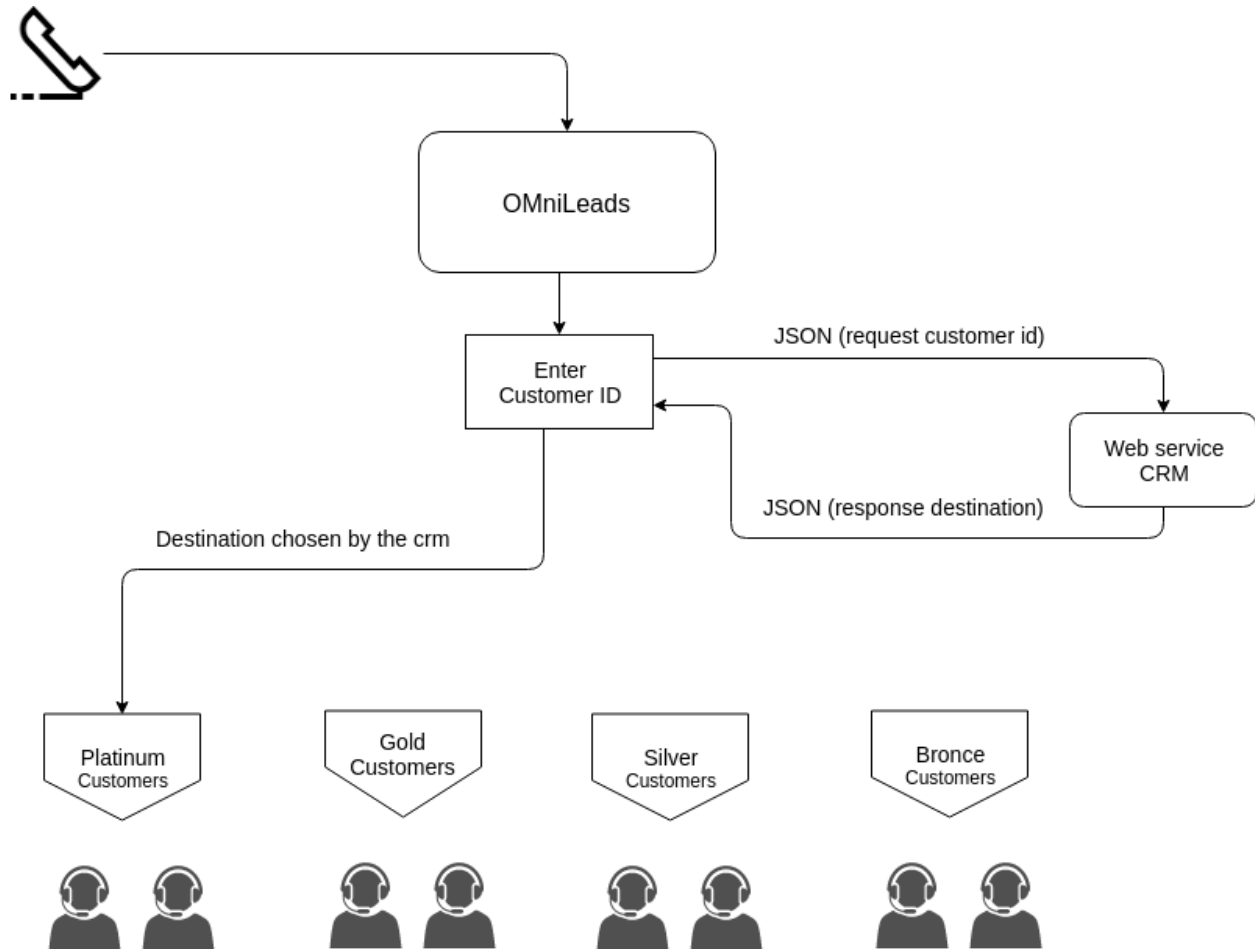 OMniLeads
JSON (request customer id)
Enter
Customer ID
Web service
CRM
JSON (response destination)
Destination chosen by the crm
Platinum
Customers
Gold
Customers
Silver
Customers
Bronce
Customers